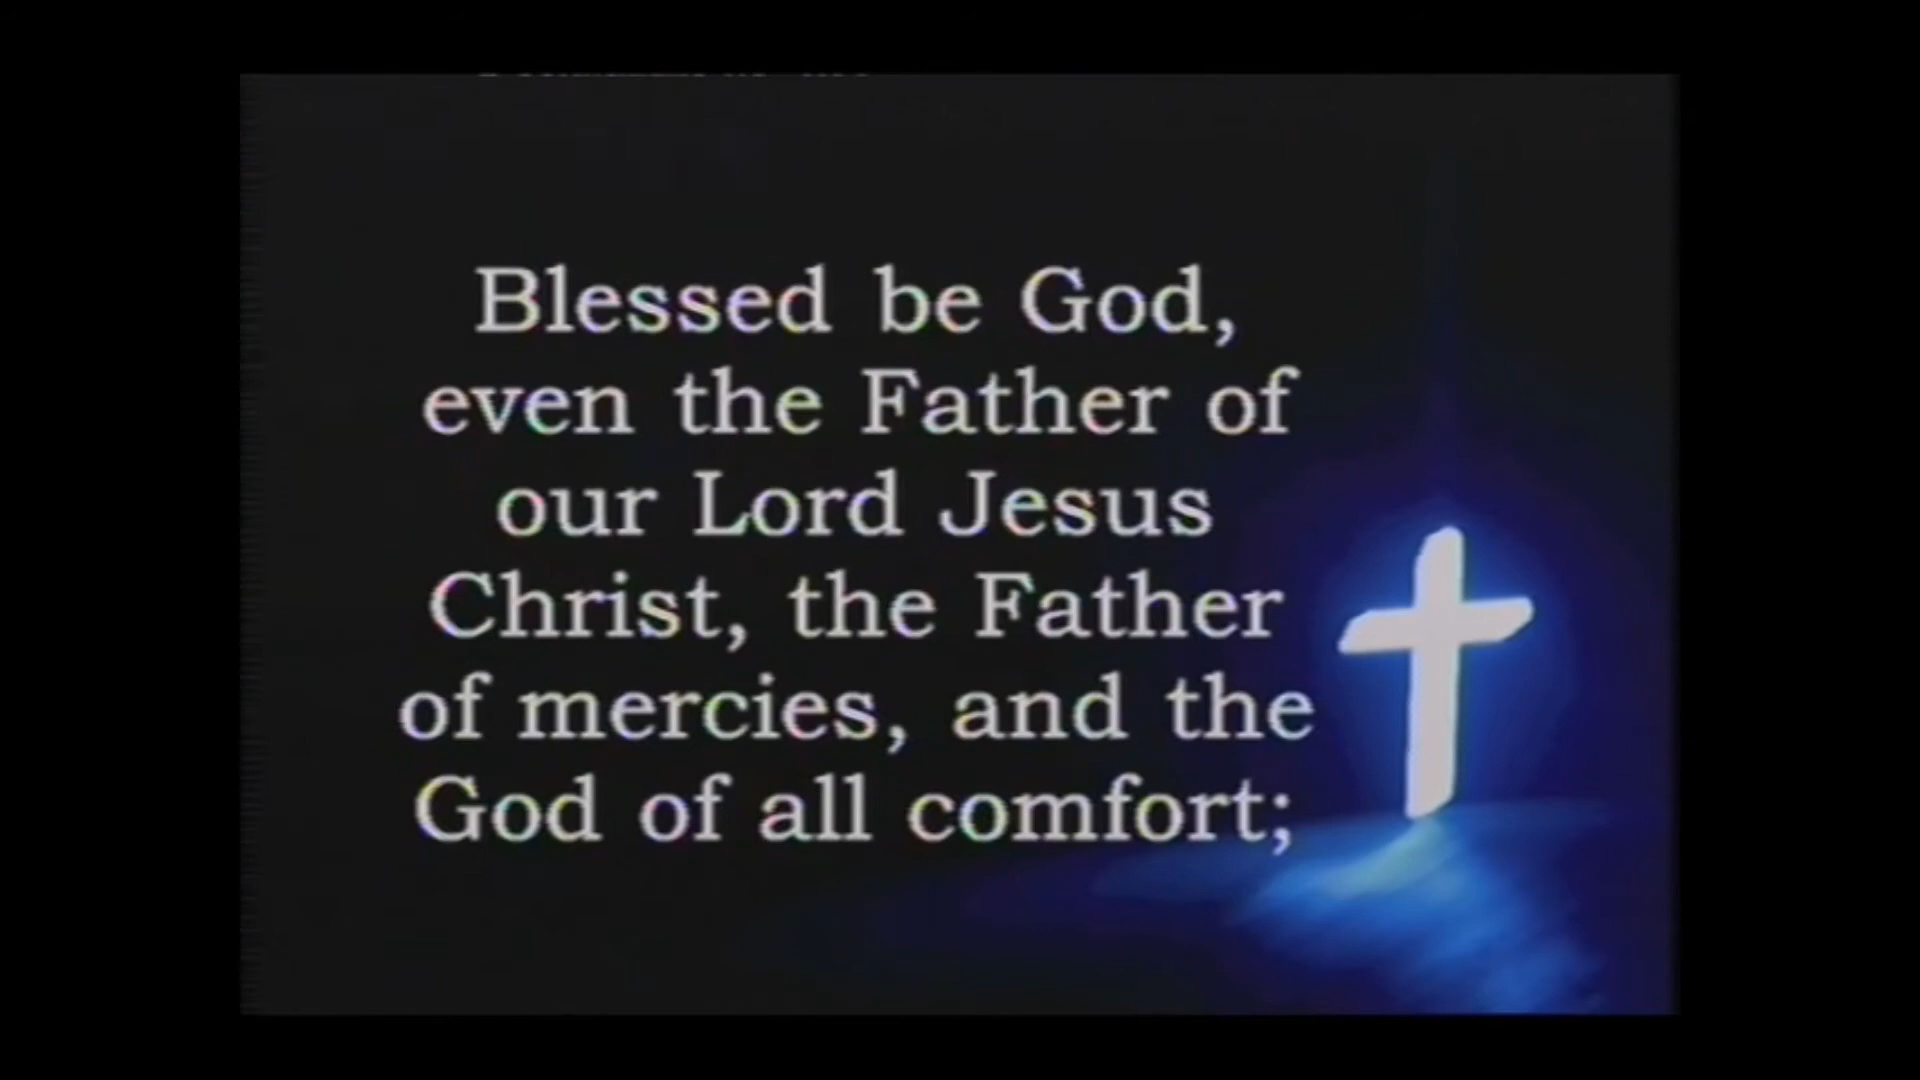 Blessed be God,
even the Father of
our Lord Jesus
Christ, the Father
of mercies, and the
God of all comfort;